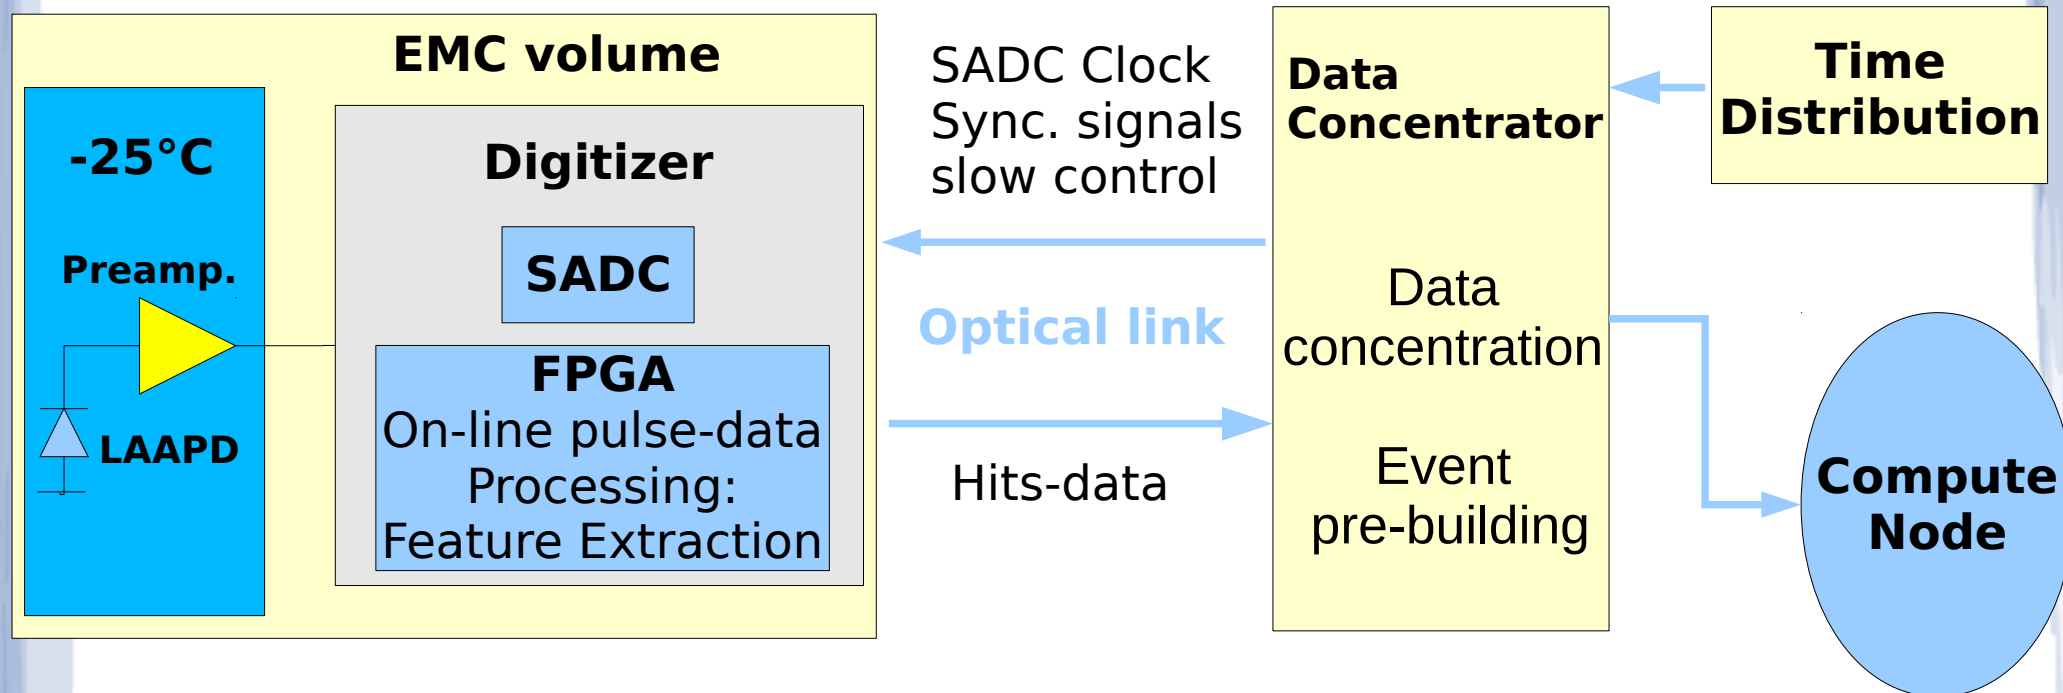 EMC volume
-25°C
Preamp.
LAAPD
Digitizer
SADC
FPGA
On-line pulse-data
Processing:
Feature Extraction
SADC Clock
Sync. signals
slow control
Optical link
Hits-data
Data
Concentrator
Data
concentration
Event
pre-building
Time
Distribution
Compute
Node